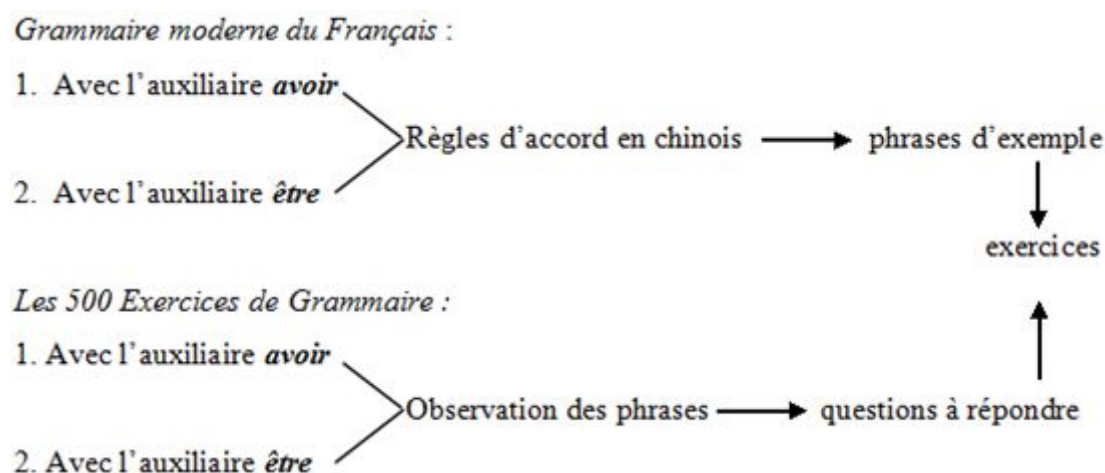 Grammaire moderne du Français :
1. Avec l'auxiliaire avoir
Règles d'accord en chinois
phrases d'exemple
2. Avec l'auxiliaire être
exercices
Les 500 Exercices de Grammaire :
1. Avec l'auxiliaire avoir
Observation des phrases
questions à répondre
2. Avec l'auxiliaire être